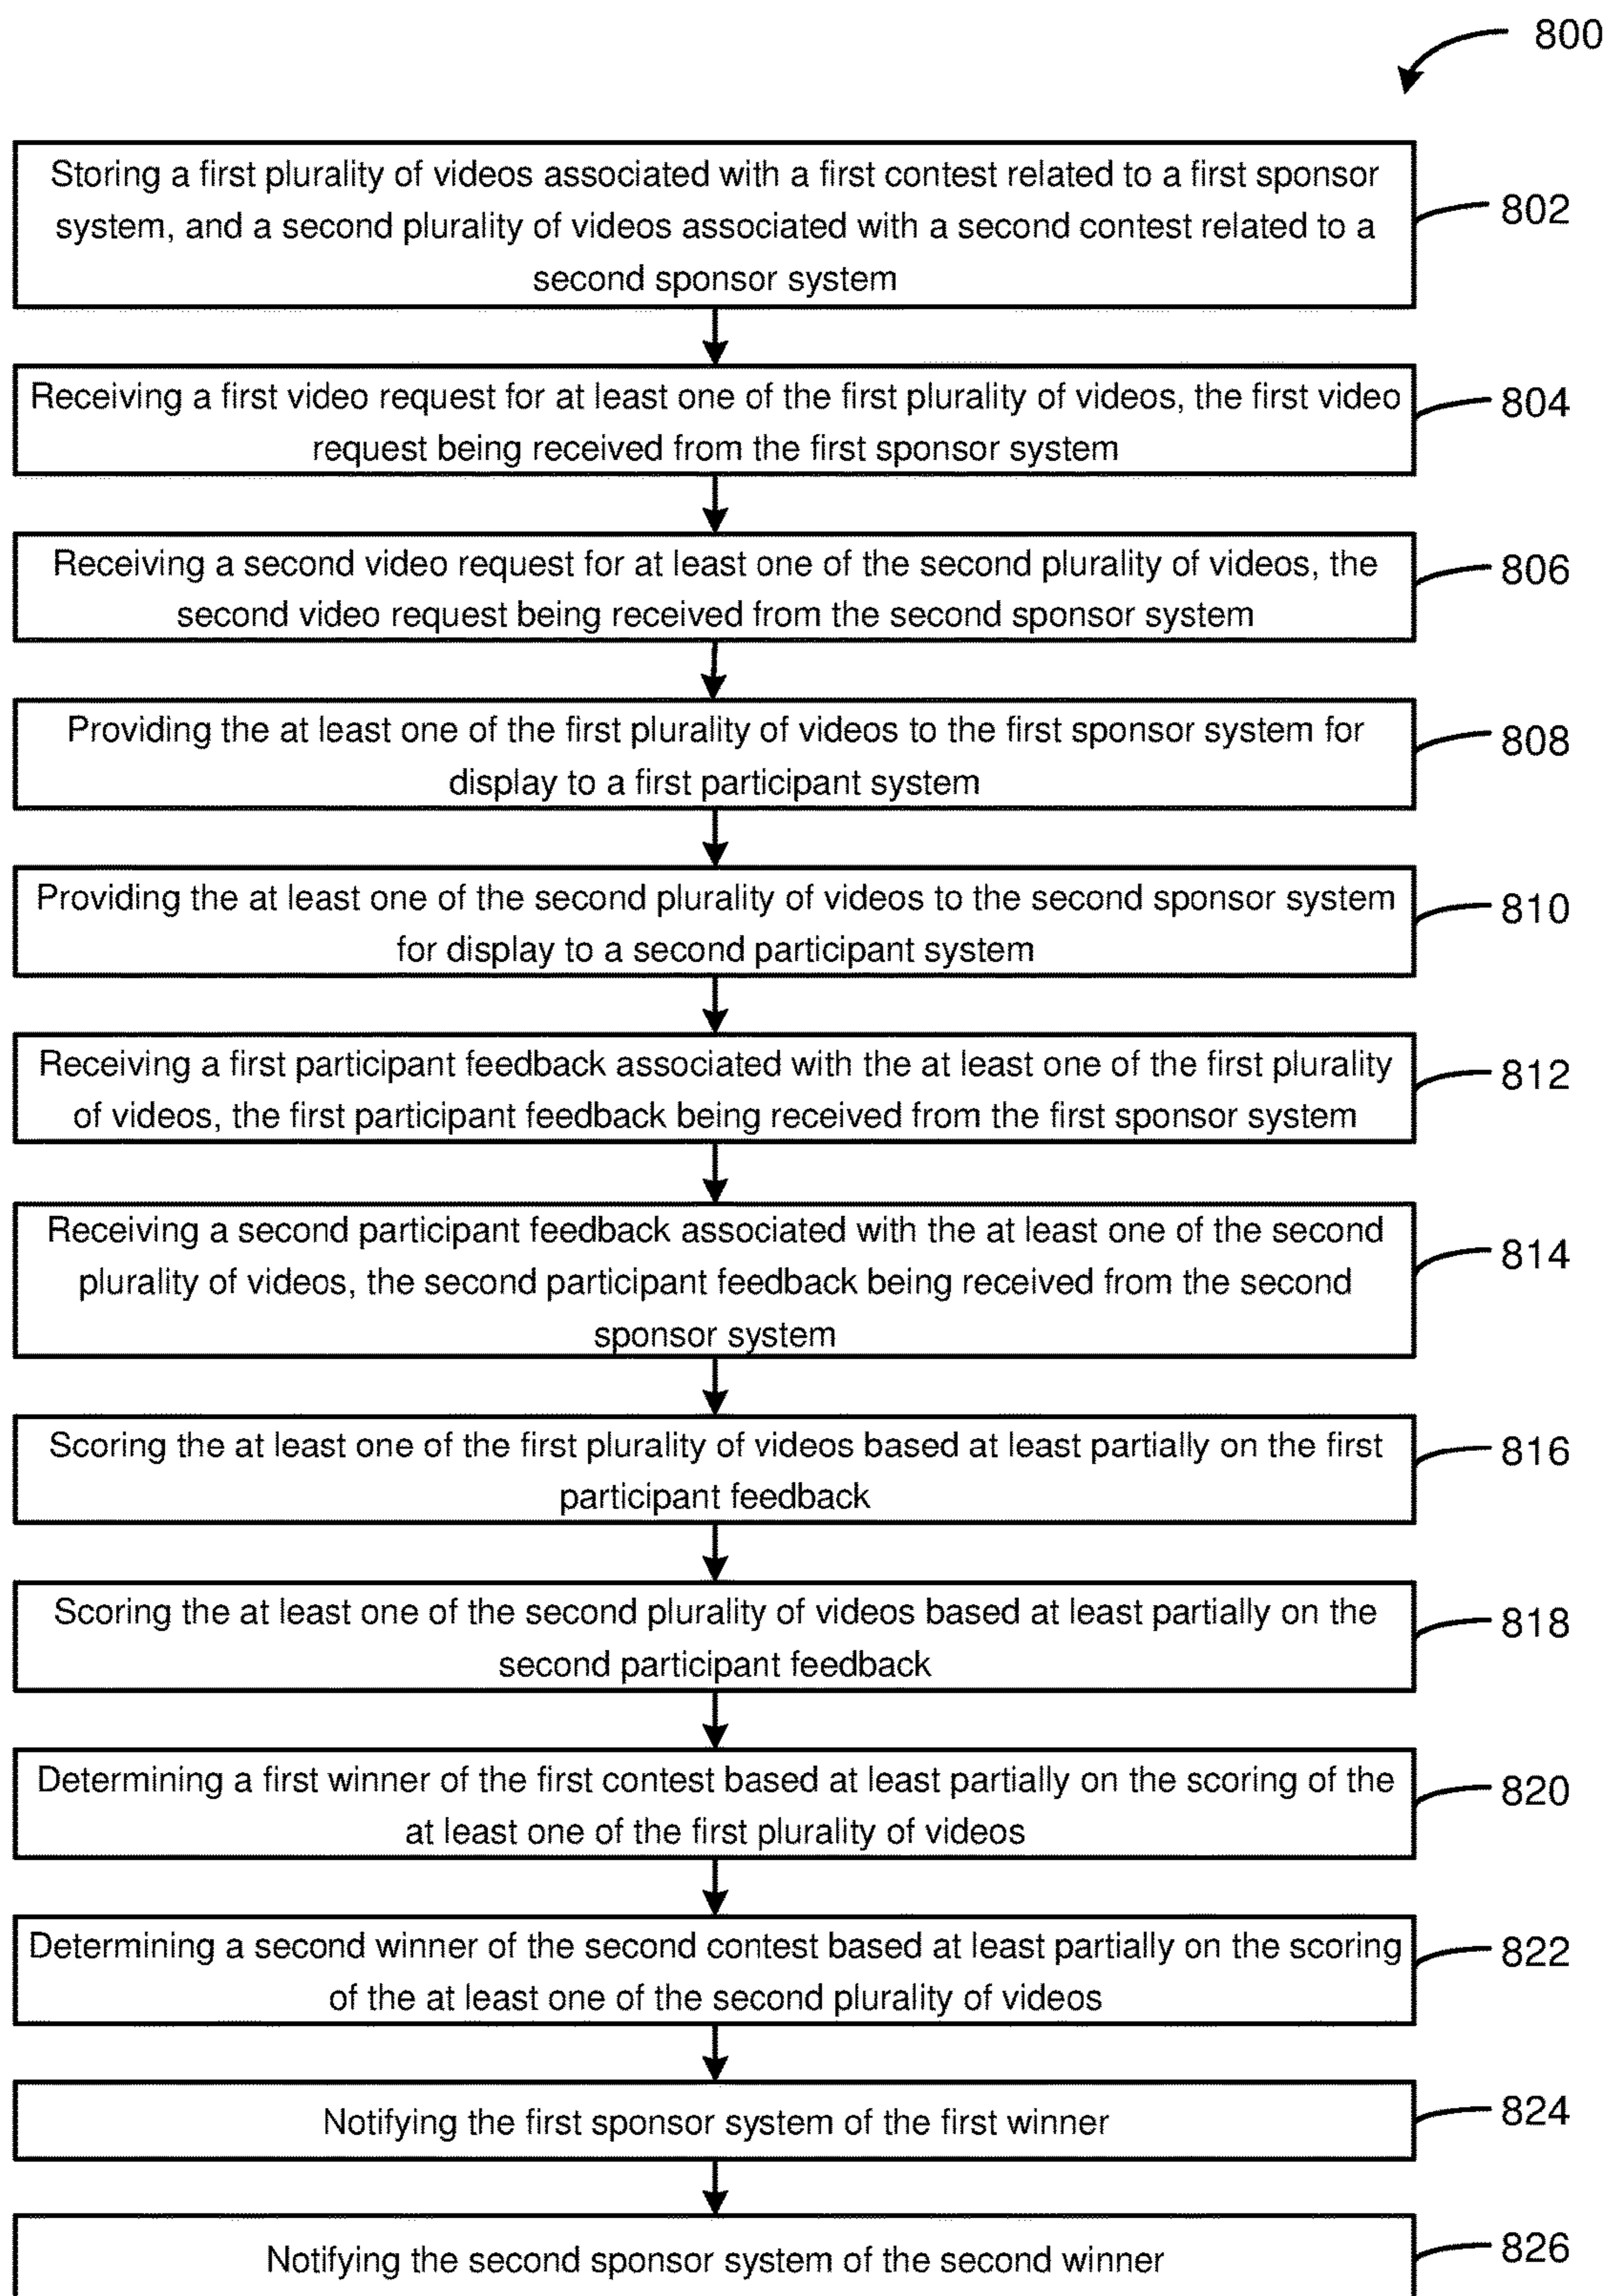 800
Storing a first plurality of videos associated with a first contest related to a first sponsor
system, and a second plurality of videos associated with a second contest related to a
second sponsor system
802
Receiving a first video request for at least one of the first plurality of videos, the first video
request being received from the first sponsor system
804
Receiving a second video request for at least one of the second plurality of videos, the
second video request being received from the second sponsor system
806
Providing the at least one of the first plurality of videos to the first sponsor system for
display to a first participant system
808
Providing the at least one of the second plurality of videos to the second sponsor system
for display to a second participant system
810
Receiving a first participant feedback associated with the at least one of the first plurality
of videos, the first participant feedback being received from the first sponsor system
812
Receiving a second participant feedback associated with the at least one of the second
plurality of videos, the second participant feedback being received from the second
sponsor system
814
Scoring the at least one of the first plurality of videos based at least partially on the first
participant feedback
816
Scoring the at least one of the second plurality of videos based at least partially on the
second participant feedback
818
Determining a first winner of the first contest based at least partially on the scoring of the
at least one of the first plurality of videos
820
Determining a second winner of the second contest based at least partially on the scoring
of the at least one of the second plurality of videos
822
Notifying the first sponsor system of the first winner
824
Notifying the second sponsor system of the second winner
826